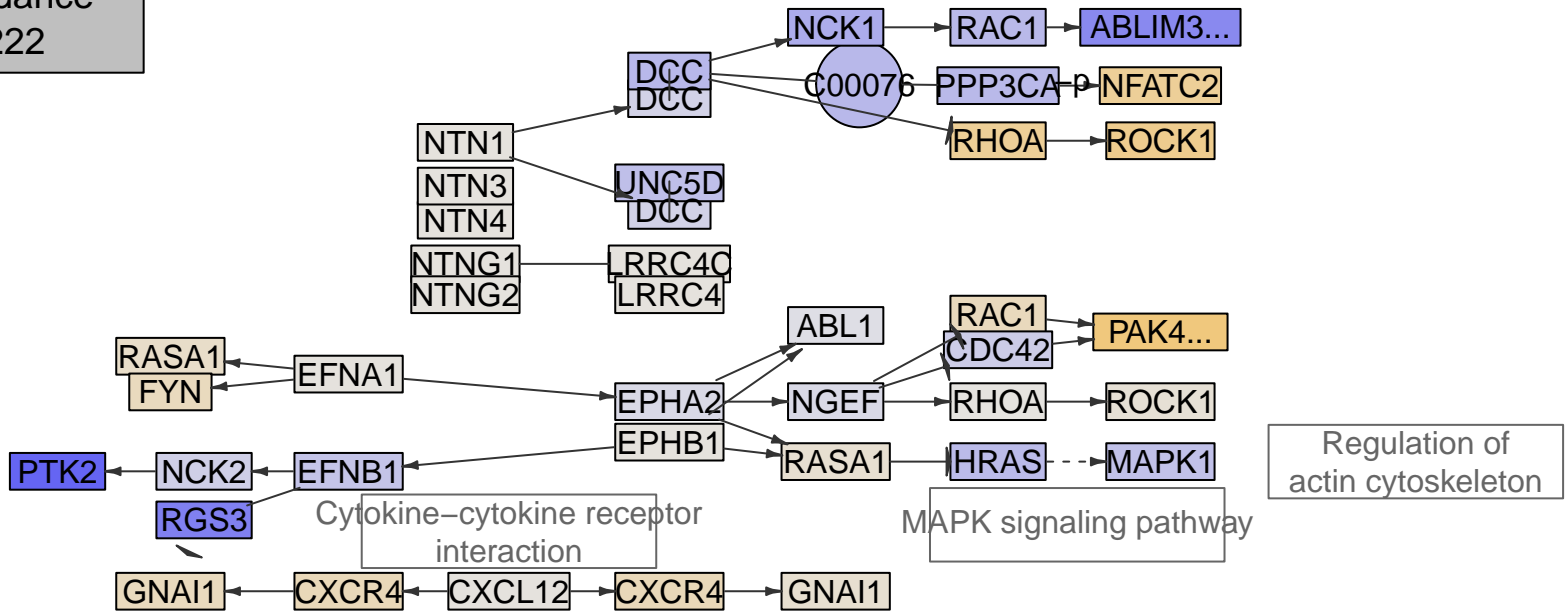 222
NCK1
RAC1
ABLIM3...
DCC
DCC
C00076
PPP3CA
+p
NFATC2
NTN1
RHOA
ROCK1
NTN3
UNC5D
NTN4
DCC
NTNG1
LRRC4C
NTNG2
LRRC4
RAC1
ABL1
PAK4...
RASA1
CDC42
EFNA1
FYN
EPHA2
NGEF
RHOA
ROCK1
EPHB1
PTK2
NCK2
EFNB1
RASA1
HRAS
MAPK1
Regulation of
actin cytoskeleton
RGS3
Cytokine–cytokine receptor
interaction
MAPK signaling pathway
GNAI1
CXCR4
CXCL12
CXCR4
GNAI1